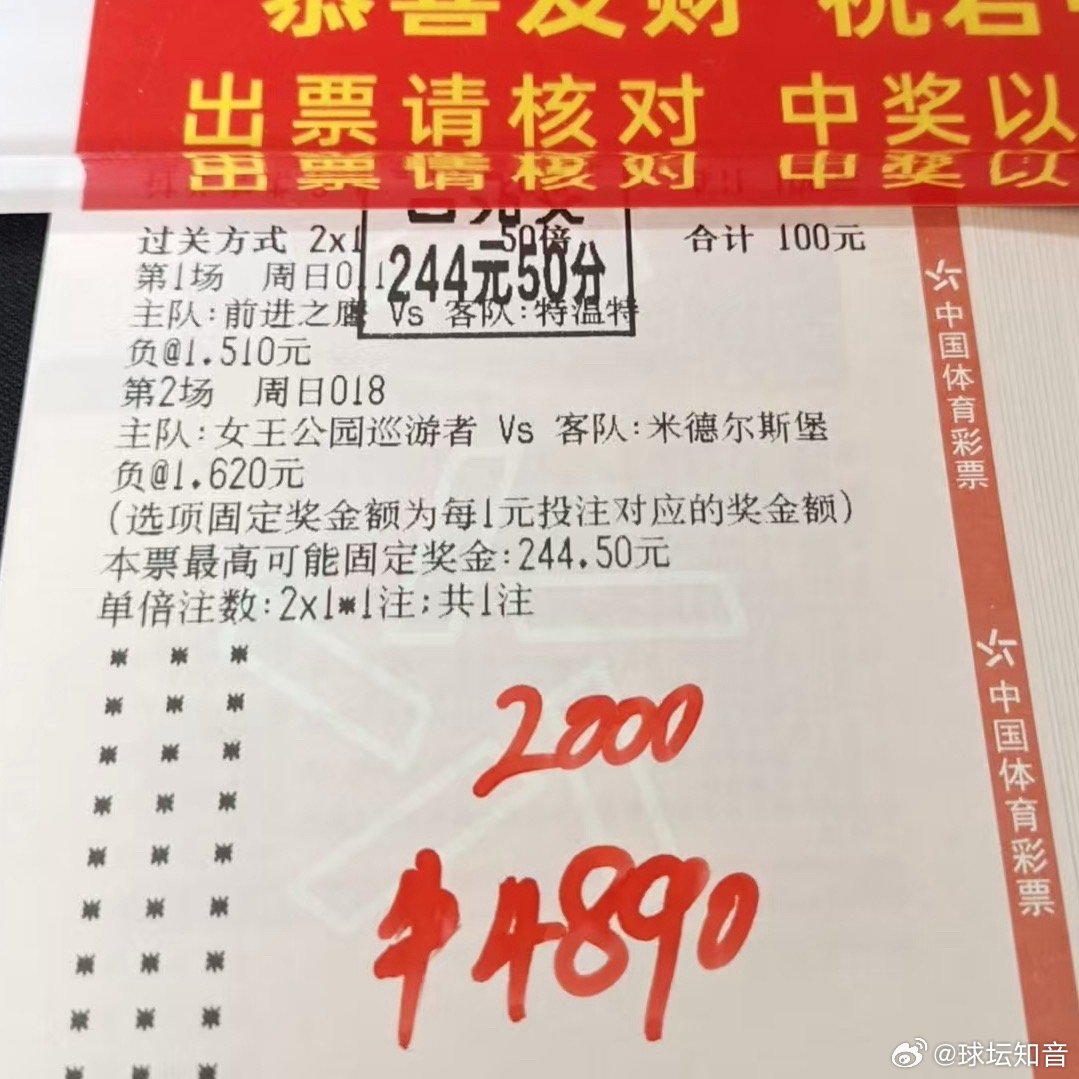 恭喜发财 祝君中
出票请核对 中奖以
出票请核对 中奖以
已兑奖
244元50分
过关方式 2x1 50倍 合计 100元
第1场 周日011
主队:前进之鹰 Vs 客队:特温特
负@1.510元
第2场 周日018
主队:女王公园巡游者 Vs 客队:米德尔斯堡
负@1.620元
(选项固定奖金额为每1元投注对应的奖金额)
本票最高可能固定奖金:244.50元
单倍注数:2x1*1注;共1注
2000
¥4890
中国体育彩票
中国体育彩票
@球坛知音